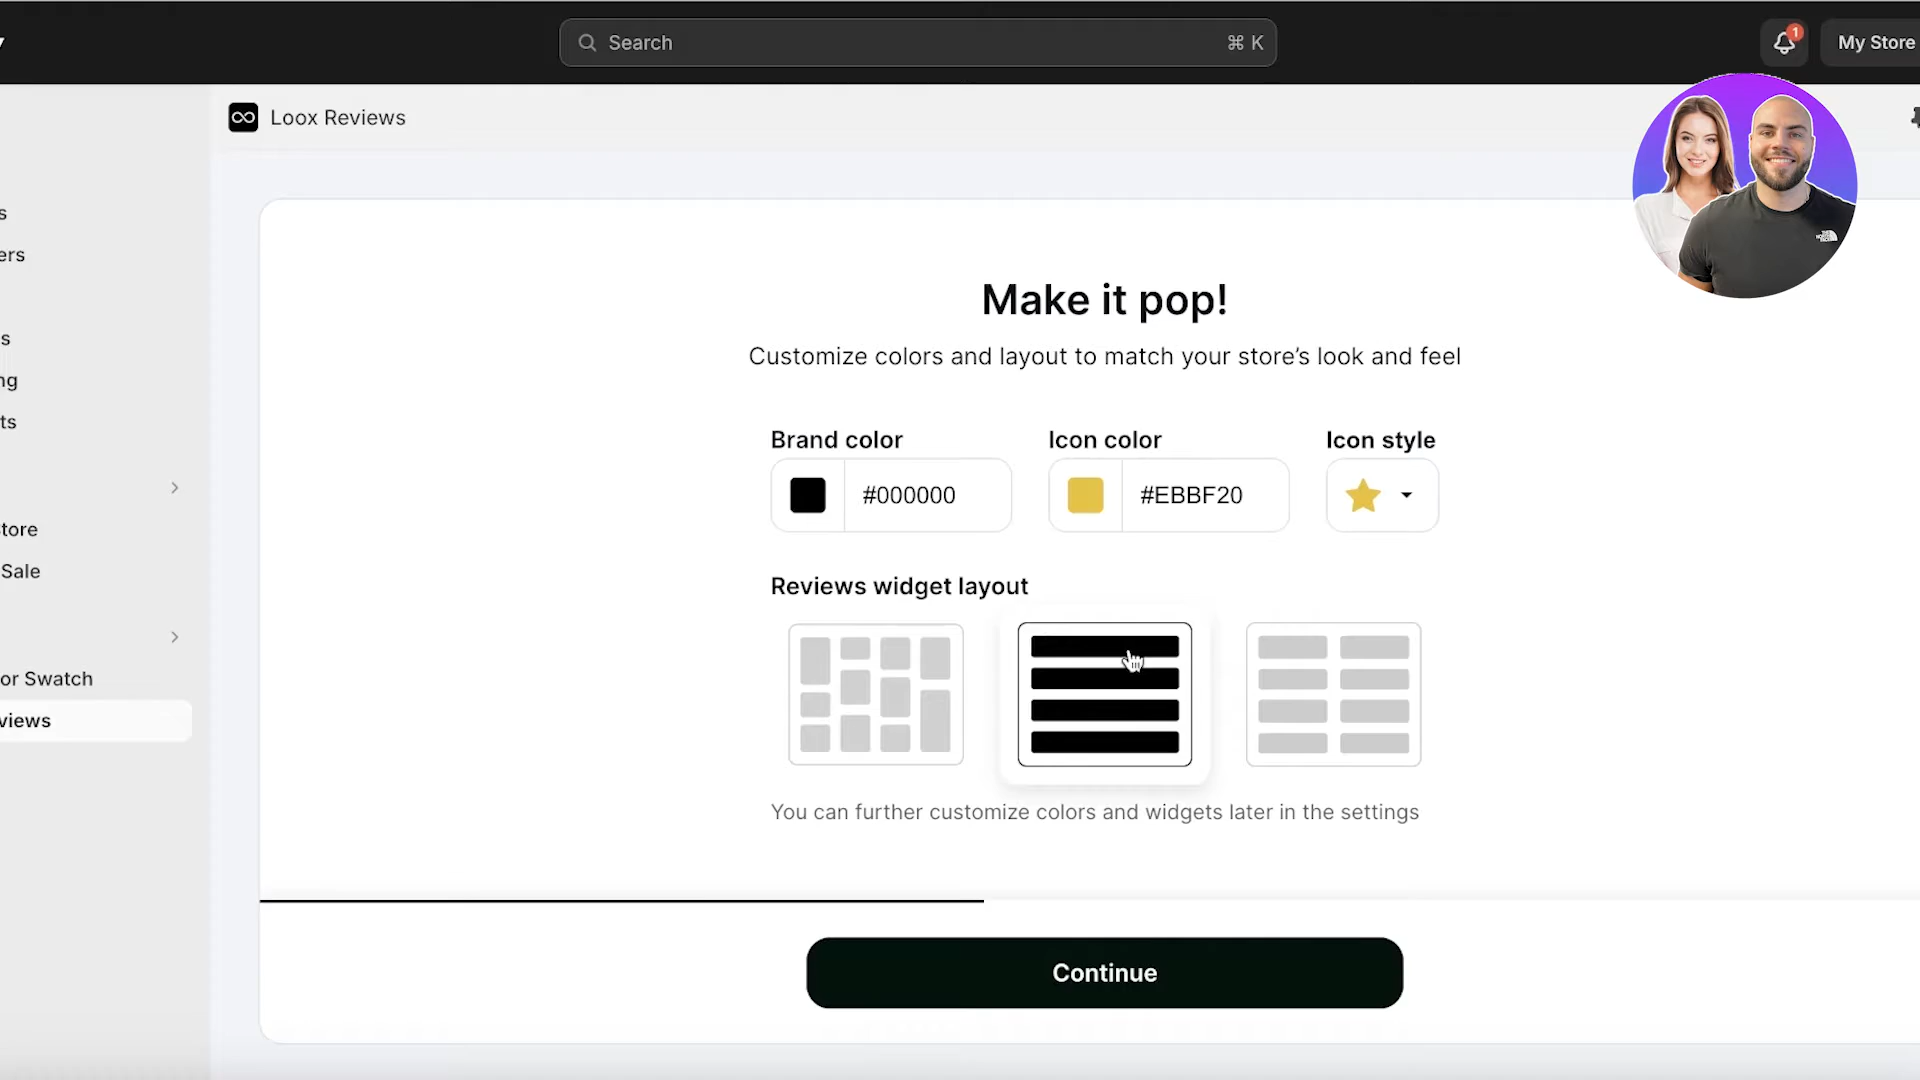 Search
⌘ K
1
My Store
Loox Reviews
s
ers
s
ng
ts
tore
Sale
or Swatch
views
Make it pop!
Customize colors and layout to match your store's look and feel
Brand color
Icon color
Icon style
#000000
#EBBF20
Reviews widget layout
You can further customize colors and widgets later in the settings
Continue